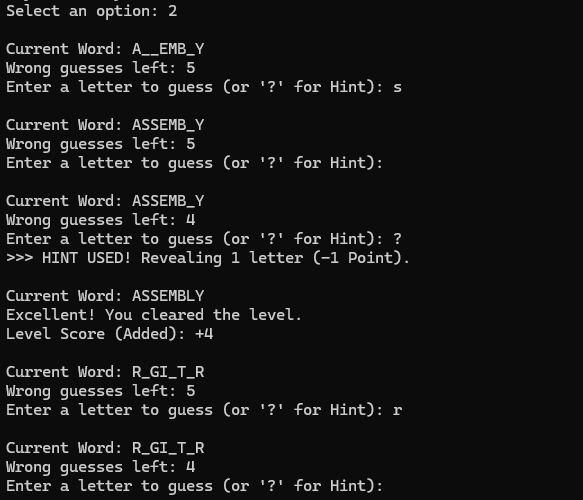 Select an option: 2
Current Word: A__EMB_Y
Wrong guesses left: 5
Enter a letter to guess (or '?' for Hint): s
Current Word: ASSEMB_Y
Wrong guesses left: 5
Enter a letter to guess (or '?' for Hint):
Current Word: ASSEMB_Y
Wrong guesses left: 4
Enter a letter to guess (or '?' for Hint): ?
>>> HINT USED! Revealing 1 letter (-1 Point).
Current Word: ASSEMBLY
Excellent! You cleared the level.
Level Score (Added): +4
Current Word: R_GI_T_R
Wrong guesses left: 5
Enter a letter to guess (or '?' for Hint): r
Current Word: R_GI_T_R
Wrong guesses left: 4
Enter a letter to guess (or '?' for Hint):